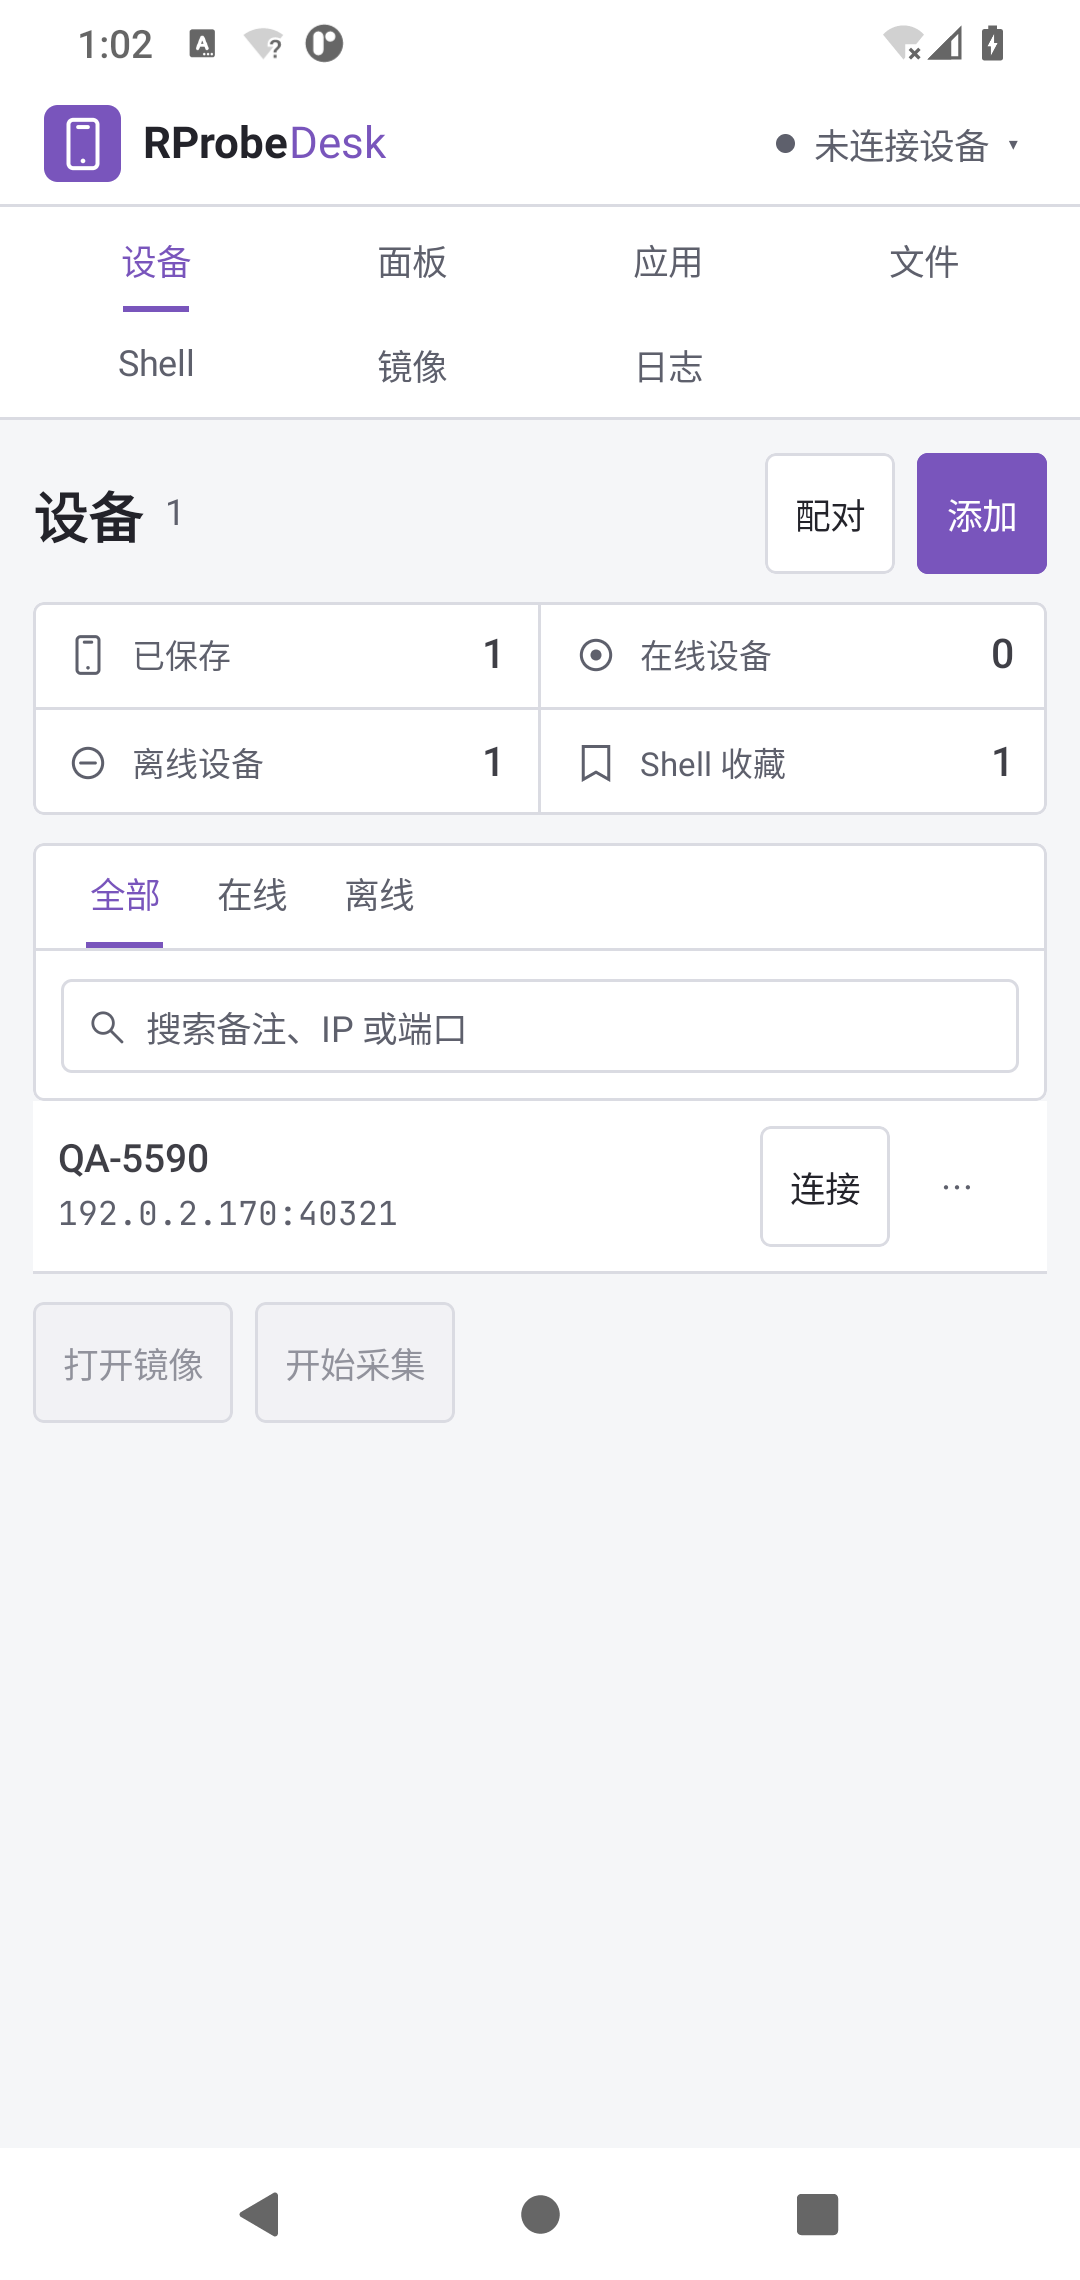 1:02
RProbeDesk
未连接设备
设备 面板 应用 文件
Shell 镜像 日志
设备 1
配对 添加
已保存 1
在线设备 0
离线设备 1
Shell 收藏 1
全部 在线 离线
搜索备注、IP 或端口
QA-5590
192.0.2.170:40321
连接 ...
打开镜像 开始采集